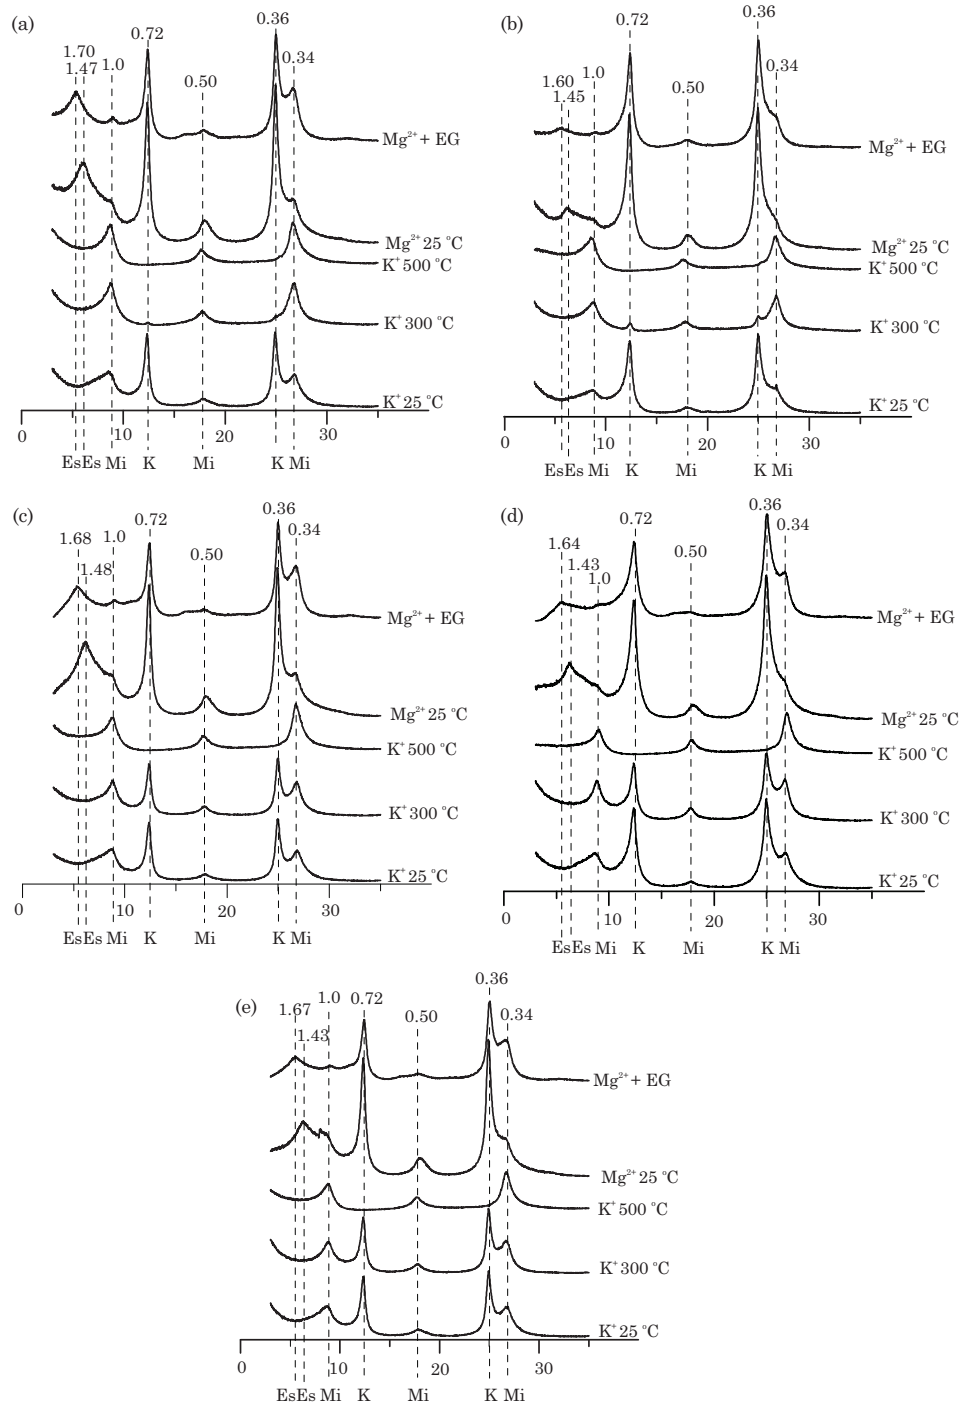 (a)
0.36
0.72
1.70
1.47
1.0
0.50
0.34
Mg²⁺ + EG
Mg²⁺ 25 °C
K⁺ 500 °C
K⁺ 300 °C
K⁺ 25 °C
0 10 20 30
Es Es Mi K Mi K Mi
(b)
0.36
0.72
1.60
1.45
1.0
0.50
0.34
Mg²⁺ + EG
Mg²⁺ 25 °C
K⁺ 500 °C
K⁺ 300 °C
K⁺ 25 °C
0 10 20 30
Es Es Mi K Mi K Mi
(c)
0.36
0.72
1.68
1.48
1.0
0.50
0.34
Mg²⁺ + EG
Mg²⁺ 25 °C
K⁺ 500 °C
K⁺ 300 °C
K⁺ 25 °C
0 10 20 30
Es Es Mi K Mi K Mi
(d)
0.36
0.72
1.64
1.43
1.0
0.50
0.34
Mg²⁺ + EG
Mg²⁺ 25 °C
K⁺ 500 °C
K⁺ 300 °C
K⁺ 25 °C
0 10 20 30
Es Es Mi K Mi K Mi
(e)
0.36
0.72
1.67
1.43
1.0
0.50
0.34
Mg²⁺ + EG
Mg²⁺ 25 °C
K⁺ 500 °C
K⁺ 300 °C
K⁺ 25 °C
0 10 20 30
Es Es Mi K Mi K Mi